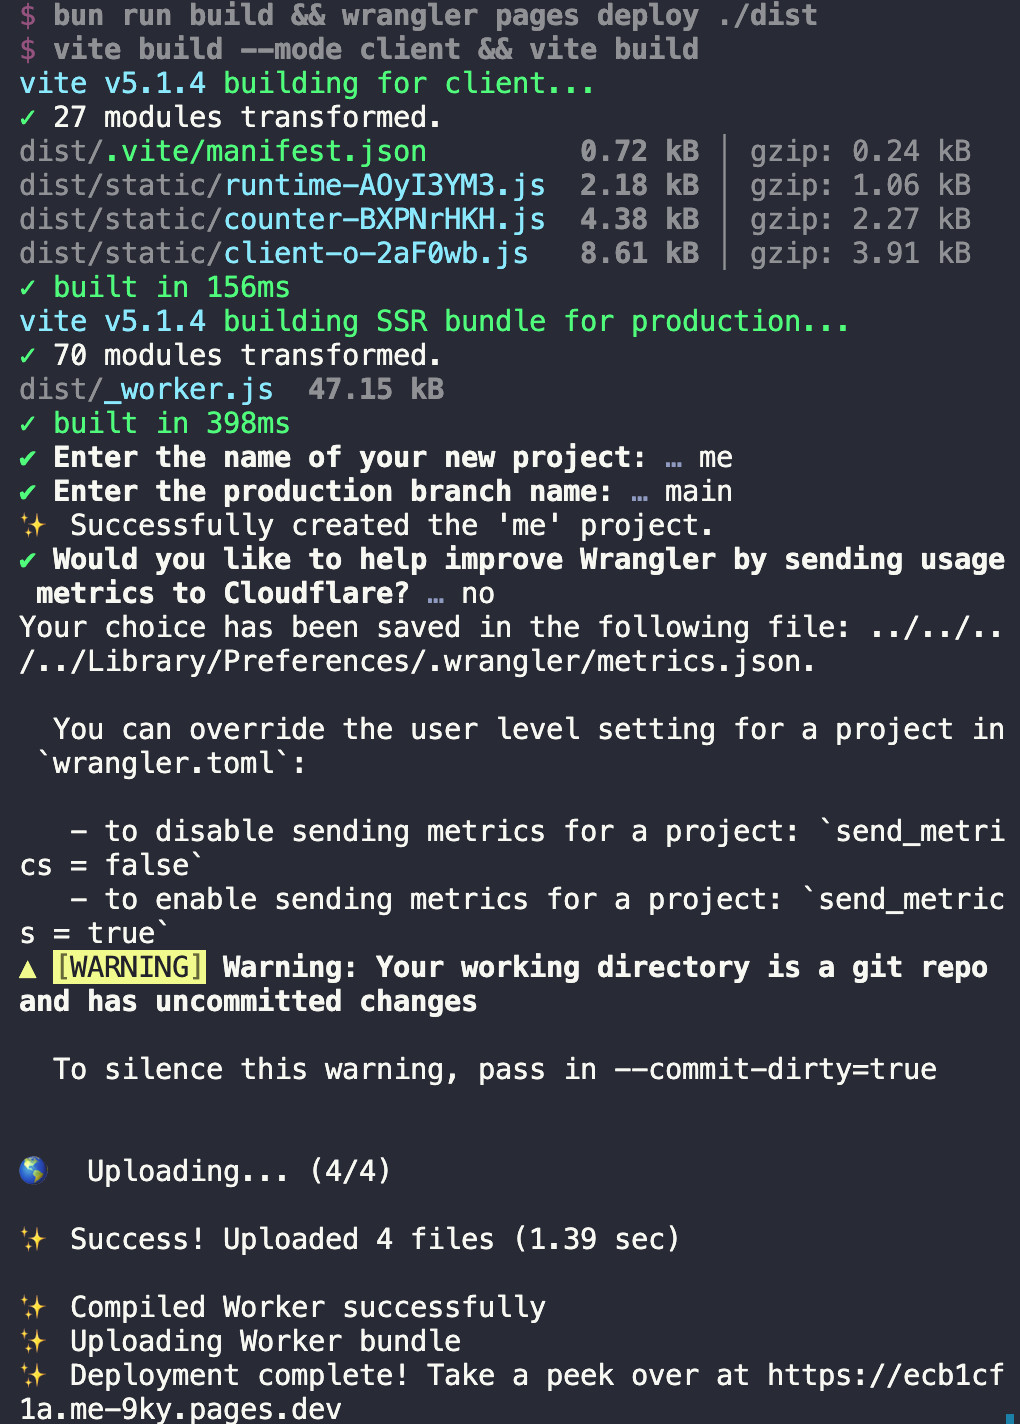 $ bun run build && wrangler pages deploy ./dist
$ vite build --mode client && vite build
vite v5.1.4 building for client...
✓ 27 modules transformed.
dist/.vite/manifest.json         0.72 kB │ gzip: 0.24 kB
dist/static/runtime-AOyI3YM3.js  2.18 kB │ gzip: 1.06 kB
dist/static/counter-BXPNrHKH.js  4.38 kB │ gzip: 2.27 kB
dist/static/client-o-2aF0wb.js   8.61 kB │ gzip: 3.91 kB
✓ built in 156ms
vite v5.1.4 building SSR bundle for production...
✓ 70 modules transformed.
dist/_worker.js  47.15 kB
✓ built in 398ms
✔ Enter the name of your new project: … me
✔ Enter the production branch name: … main
✨ Successfully created the 'me' project.
✔ Would you like to help improve Wrangler by sending usage
 metrics to Cloudflare? … no
Your choice has been saved in the following file: ../../..
/../Library/Preferences/.wrangler/metrics.json.

  You can override the user level setting for a project in
 `wrangler.toml`:

   - to disable sending metrics for a project: `send_metri
cs = false`
   - to enable sending metrics for a project: `send_metric
s = true`
▲ [WARNING] Warning: Your working directory is a git repo
and has uncommitted changes

  To silence this warning, pass in --commit-dirty=true


🌎  Uploading... (4/4)

✨ Success! Uploaded 4 files (1.39 sec)

✨ Compiled Worker successfully
✨ Uploading Worker bundle
✨ Deployment complete! Take a peek over at https://ecb1cf
1a.me-9ky.pages.dev